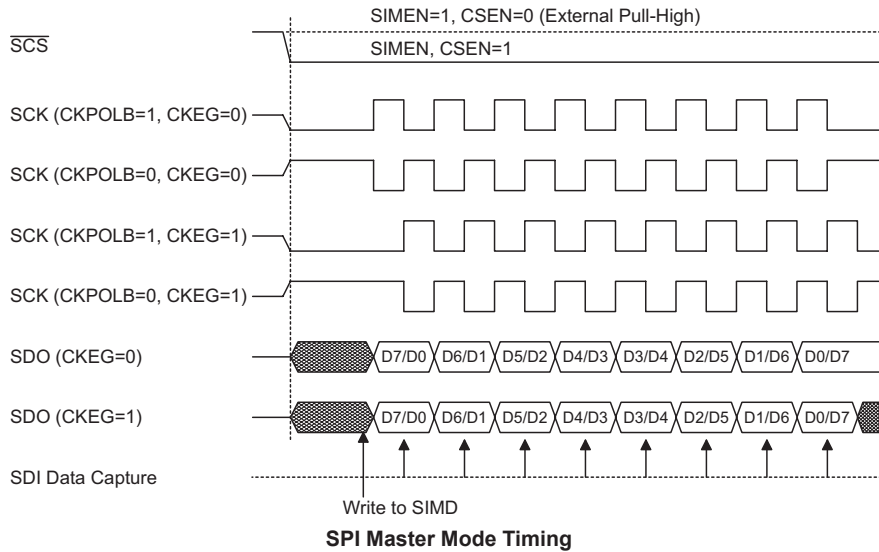 SIMEN=1, CSEN=0 (External Pull-High)
SCS
SIMEN, CSEN=1
SCK (CKPOLB=1, CKEG=0)
SCK (CKPOLB=0, CKEG=0)
SCK (CKPOLB=1, CKEG=1)
SCK (CKPOLB=0, CKEG=1)
SDO (CKEG=0) D7/D0 D6/D1 D5/D2 D4/D3 D3/D4 D2/D5 D1/D6 D0/D7
SDO (CKEG=1) D7/D0 D6/D1 D5/D2 D4/D3 D3/D4 D2/D5 D1/D6 D0/D7
SDI Data Capture
Write to SIMD
SPI Master Mode Timing